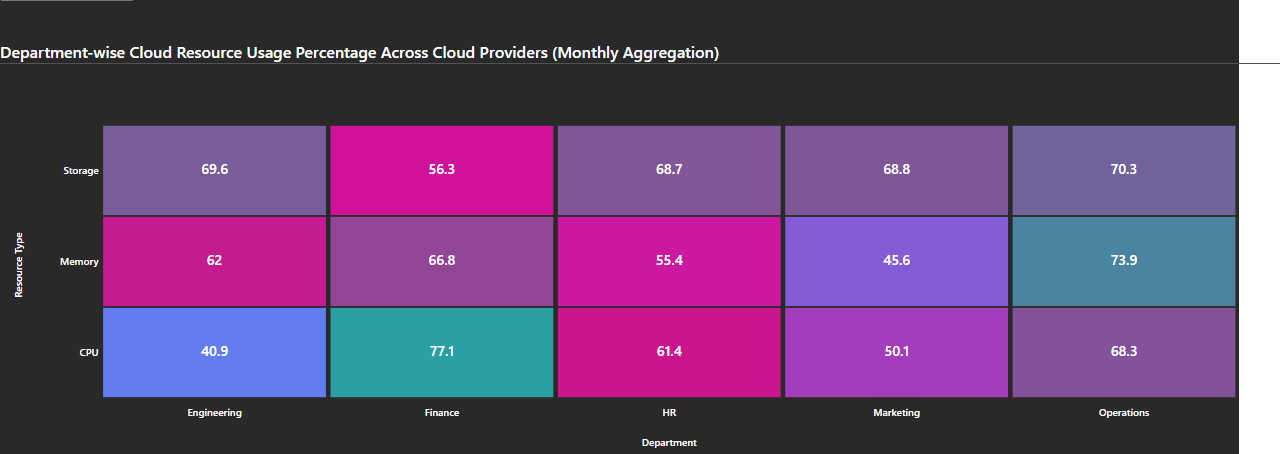 Department-wise Cloud Resource Usage Percentage Across Cloud Providers (Monthly Aggregation)
Resource Type
Storage 69.6 56.3 68.7 68.8 70.3
Memory 62 66.8 55.4 45.6 73.9
CPU 40.9 77.1 61.4 50.1 68.3
Engineering Finance HR Marketing Operations
Department